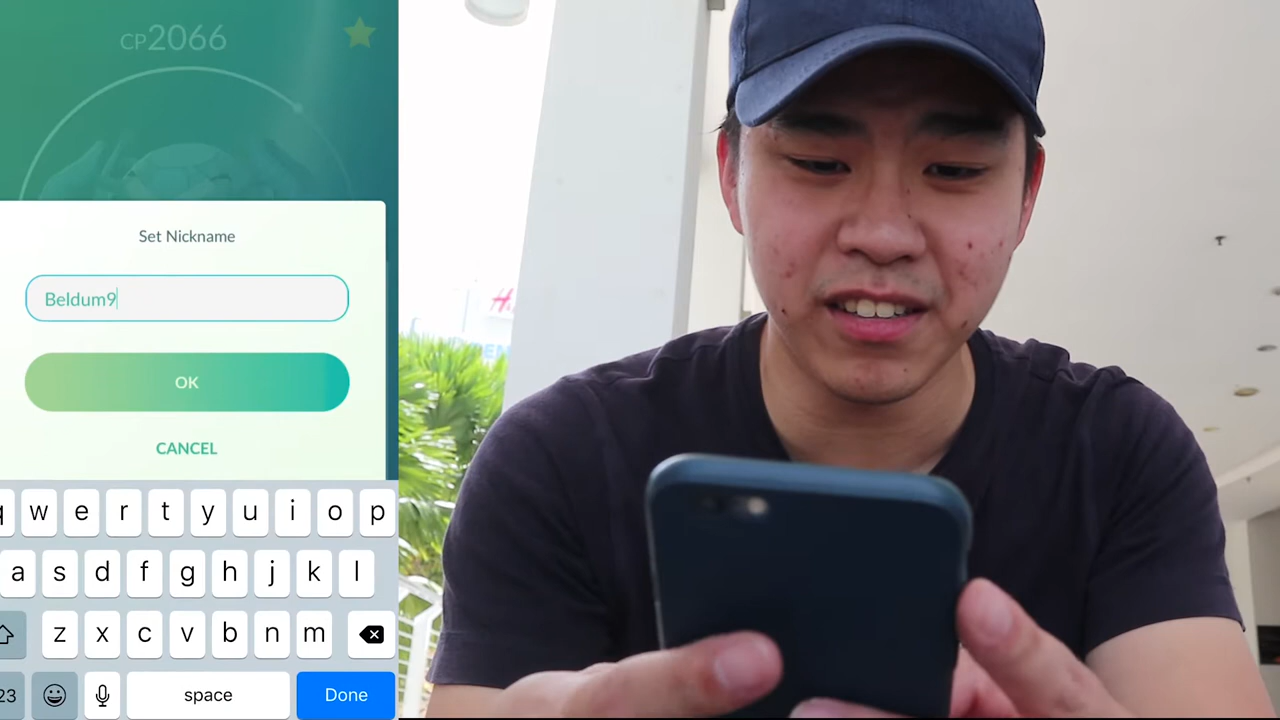 CP2066
Set Nickname
Beldum9
OK
CANCEL
q w e r t y u i o p
a s d f g h j k l
z x c v b n m
23 space Done
H